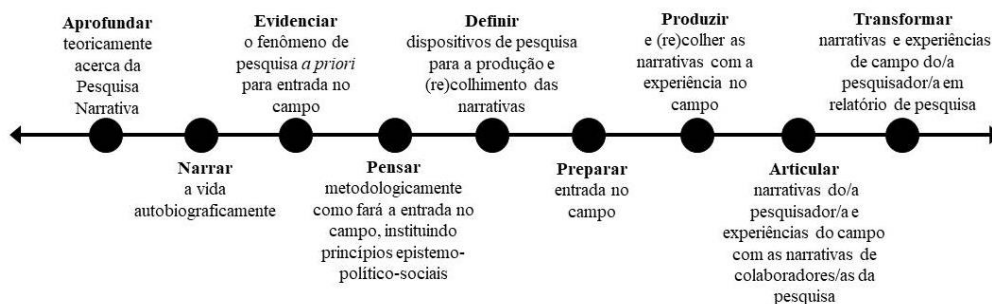 Aprofundar
teoricamente
acerca da
Pesquisa
Narrativa
Narrar
a vida
autobiograficamente
Evidenciar
o fenômeno de
pesquisa a priori
para entrada no
campo
Pensar
metodologicamente
como fará a entrada no
campo, instituindo
princípios epistemo-
político-sociais
Definir
dispositivos de pesquisa
para a produção e
(re)colhimento das
narrativas
Preparar
entrada no
campo
Produzir
e (re)colher as
narrativas com a
experiência no
campo
Articular
narrativas do/a
pesquisador/a e
experiências do campo
com as narrativas de
colaboradores/as da
pesquisa
Transformar
narrativas e experiências
de campo do/a
pesquisador/a em
relatório de pesquisa